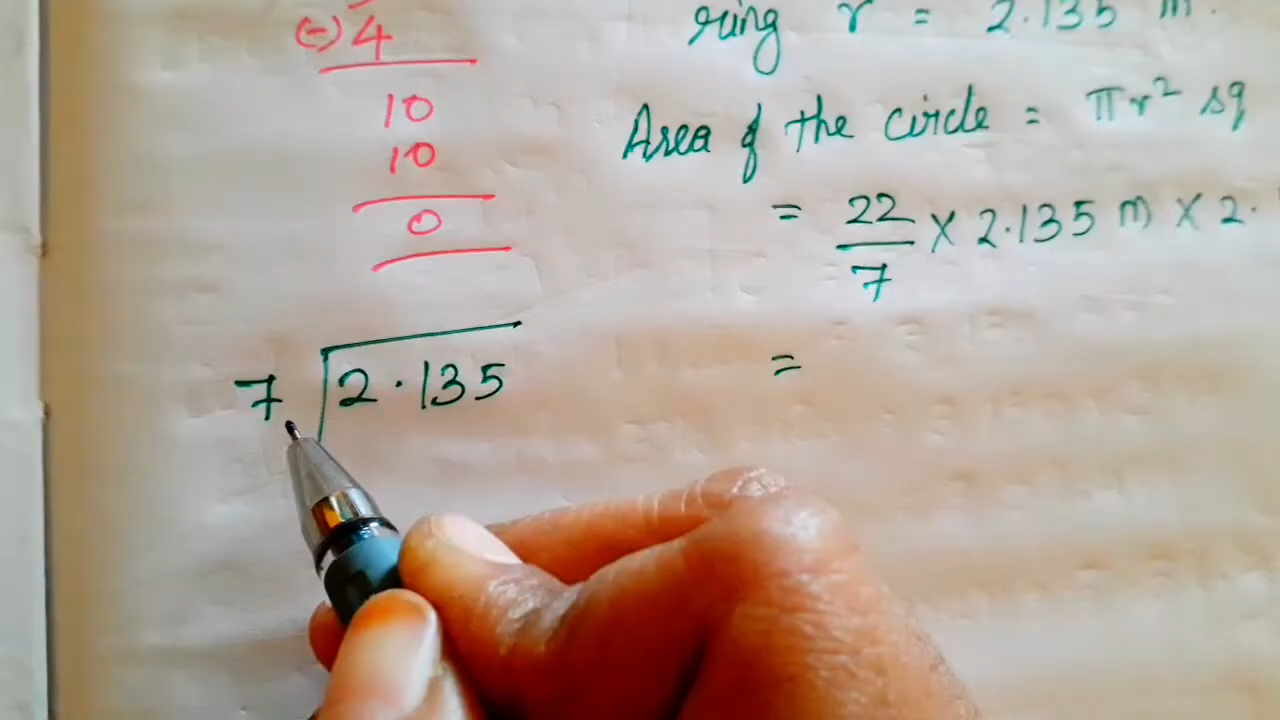 (-) 4
10
10
0
7 2.135
ring r = 2.135 m.
Area of the circle = πr² sq
= 22/7 × 2.135 m × 2.
=